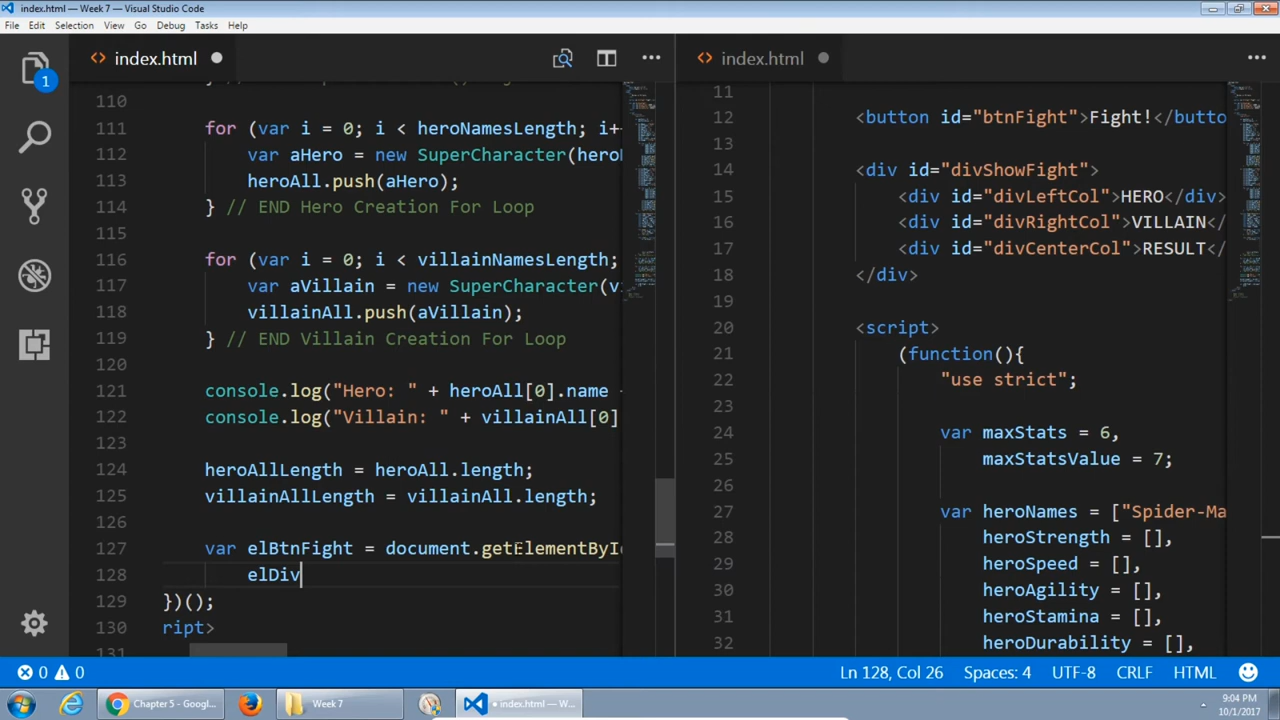 index.html — Week 7 — Visual Studio Code
File Edit Selection View Go Debug Tasks Help
index.html
index.html
1
110
111 for (var i = 0; i < heroNamesLength; i+
112 var aHero = new SuperCharacter(hero
113 heroAll.push(aHero);
114 } // END Hero Creation For Loop
115
116 for (var i = 0; i < villainNamesLength;
117 var aVillain = new SuperCharacter(vi
118 villainAll.push(aVillain);
119 } // END Villain Creation For Loop
120
121 console.log("Hero: " + heroAll[0].name
122 console.log("Villain: " + villainAll[0]
123
124 heroAllLength = heroAll.length;
125 villainAllLength = villainAll.length;
126
127 var elBtnFight = document.getElementById
128 elDiv
129 })();
130 ript>
131
11
12 <button id="btnFight">Fight!</butto
13
14 <div id="divShowFight">
15 <div id="divLeftCol">HERO</div>
16 <div id="divRightCol">VILLAIN</
17 <div id="divCenterCol">RESULT</
18 </div>
19
20 <script>
21 (function(){
22 "use strict";
23
24 var maxStats = 6,
25 maxStatsValue = 7;
26
27 var heroNames = ["Spider-Ma
28 heroStrength = [],
29 heroSpeed = [],
30 heroAgility = [],
31 heroStamina = [],
32 heroDurability = [],
0 0 Ln 128, Col 26 Spaces: 4 UTF-8 CRLF HTML
Chapter 5 - Googl... Week 7 • index.html — W... 9:04 PM
10/1/2017